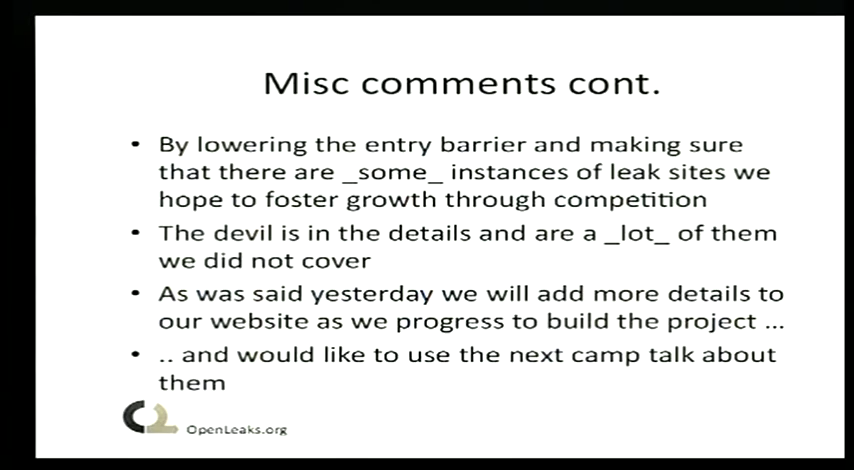 Misc comments cont.
• By lowering the entry barrier and making sure
that there are _some_ instances of leak sites we
hope to foster growth through competition
• The devil is in the details and are a _lot_ of them
we did not cover
• As was said yesterday we will add more details to
our website as we progress to build the project ...
• .. and would like to use the next camp talk about
them
OpenLeaks.org